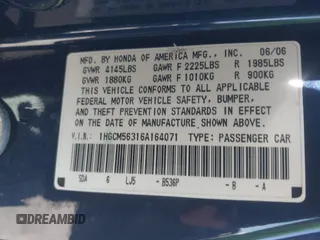 MFD. BY HONDA OF AMERICA MFG., INC. 06/06
GVWR 4145LBS GAWR F 2225LBS R 1985LBS
GVWR 1880KG GAWR F 1010KG R 900KG
THIS VEHICLE CONFORMS TO ALL APPLICABLE
FEDERAL MOTOR VEHICLE SAFETY, BUMPER,
AND THEFT PREVENTION STANDARDS IN EFFECT
ON THE DATE OF MANUFACTURE SHOWN ABOVE.
V.I.N.: 1HGCM56316A164071 TYPE: PASSENGER CAR
SDA 6 LJ5 - B536P - B - A
DREAMBID